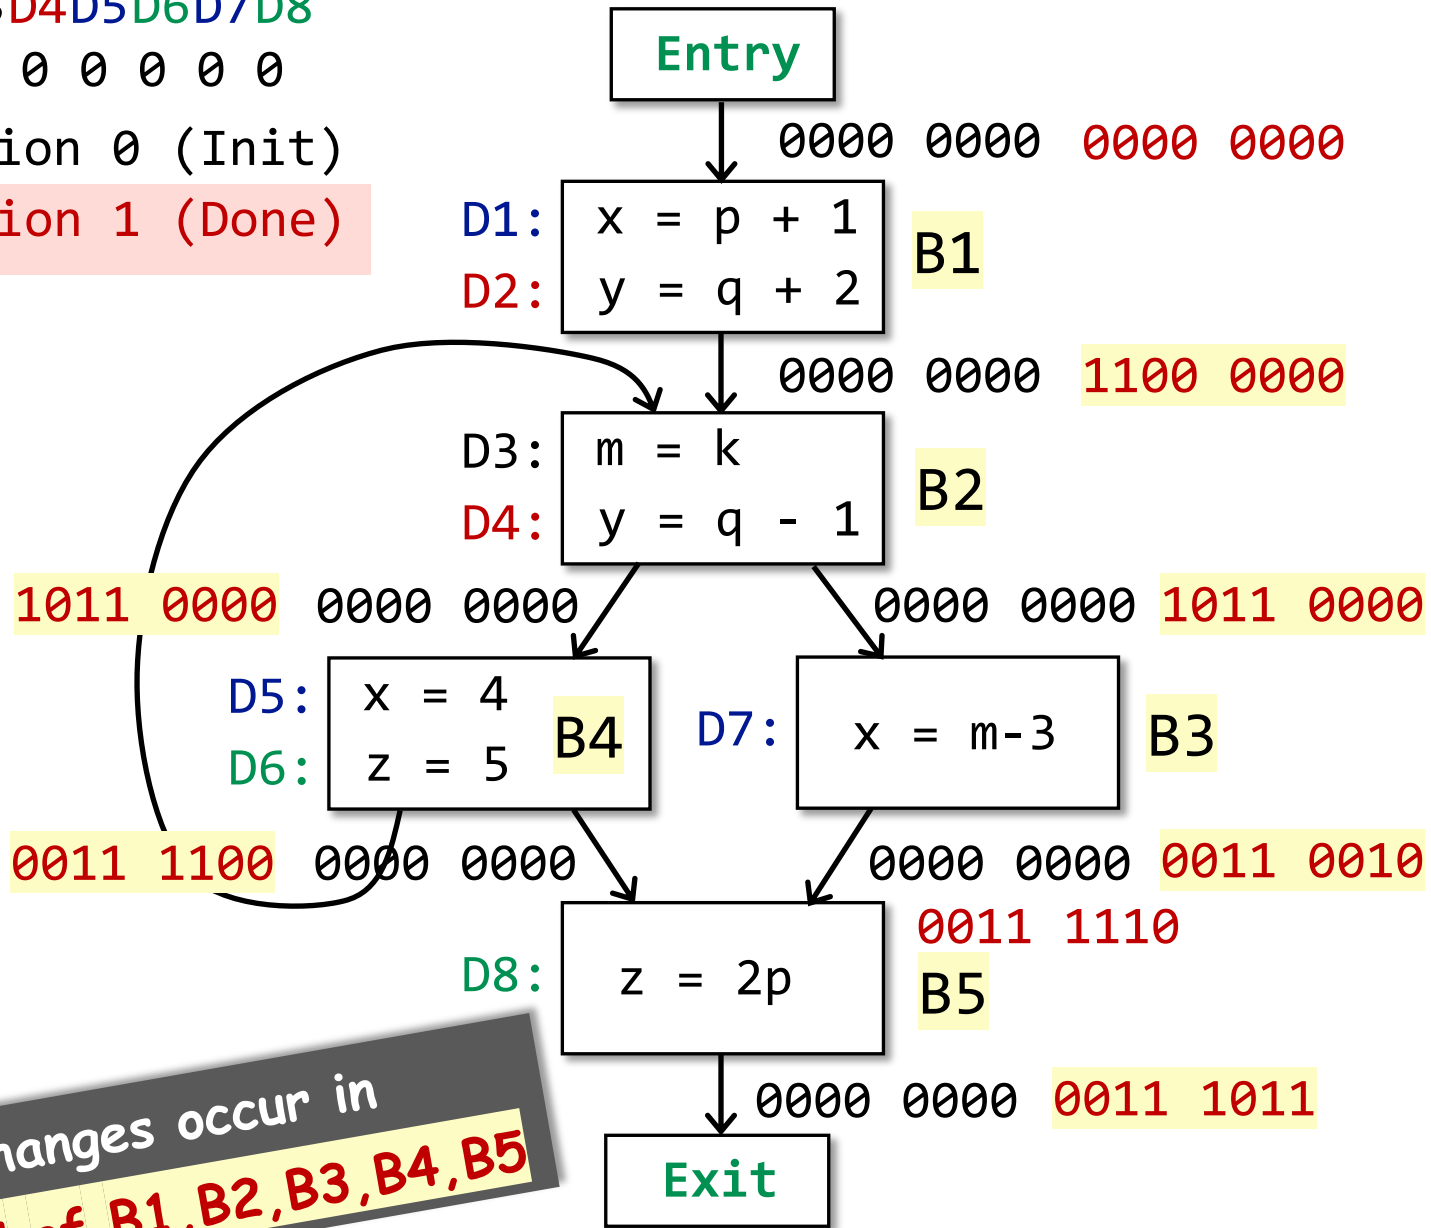 D4D5D6D7D8
0 0 0 0 0
Entry
0000 0000 0000 0000
ion 0 (Init)
ion 1 (Done)
D1: x = p + 1
D2: y = q + 2
B1
0000 0000 1100 0000
D3: m = k
D4: y = q - 1
B2
1011 0000 0000 0000
0000 0000 1011 0000
D5: x = 4
D6: z = 5
B4
D7: x = m-3
B3
0011 1100 0000 0000
0000 0000 0011 0010
0011 1110
D8: z = 2p
B5
0000 0000 0011 1011
Exit
hanges occur in
of B1,B2,B3,B4,B5